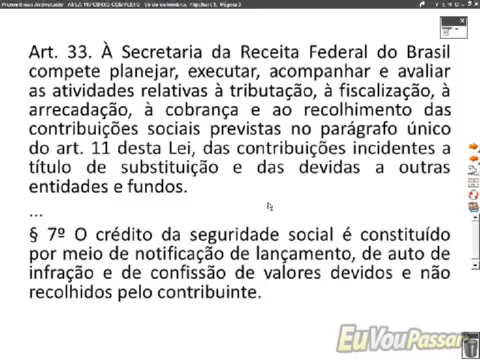 Art. 33. À Secretaria da Receita Federal do Brasil
compete planejar, executar, acompanhar e avaliar
as atividades relativas à tributação, à fiscalização, à
arrecadação, à cobrança e ao recolhimento das
contribuições sociais previstas no parágrafo único
do art. 11 desta Lei, das contribuições incidentes a
título de substituição e das devidas a outras
entidades e fundos.
...
§ 7º O crédito da seguridade social é constituído
por meio de notificação de lançamento, de auto de
infração e de confissão de valores devidos e não
recolhidos pelo contribuinte.
EuVouPassar